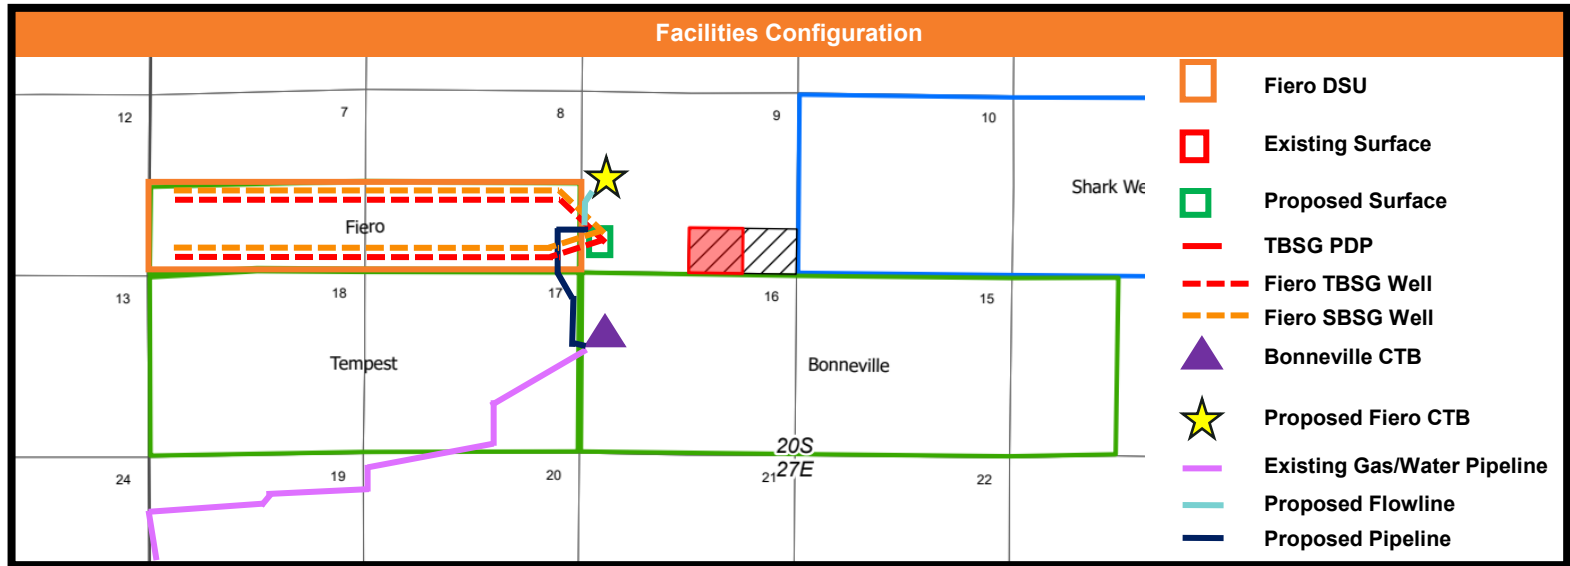 Facilities Configuration
12
7
8
9
10
Shark We
Fiero
13
18
17
16
15
Tempest
Bonneville
20S
27E
24
19
20
21
22
Fiero DSU
Existing Surface
Proposed Surface
TBSG PDP
Fiero TBSG Well
Fiero SBSG Well
Bonneville CTB
Proposed Fiero CTB
Existing Gas/Water Pipeline
Proposed Flowline
Proposed Pipeline